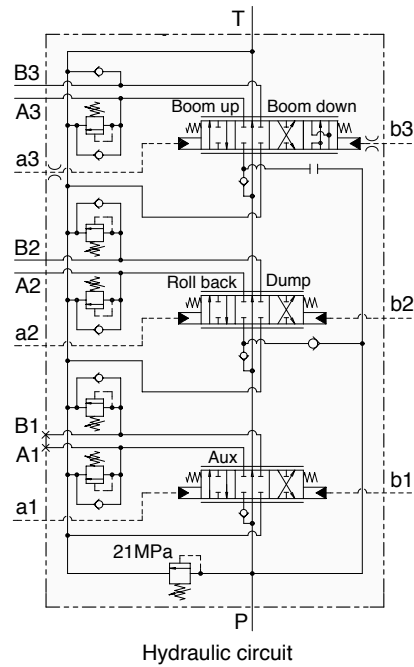 T
B3
A3
Boom up Boom down
a3 b3
B2
A2
Roll back Dump
a2 b2
B1
A1
Aux
a1 b1
21MPa
P
Hydraulic circuit